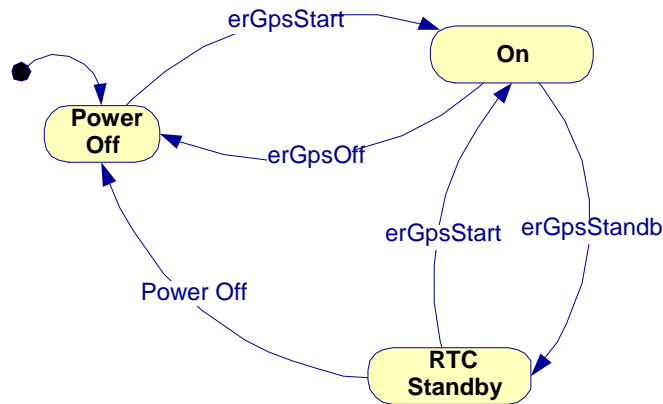 erGpsStart
On
Power
Off
erGpsOff
erGpsStart
erGpsStandb
Power Off
RTC
Standby